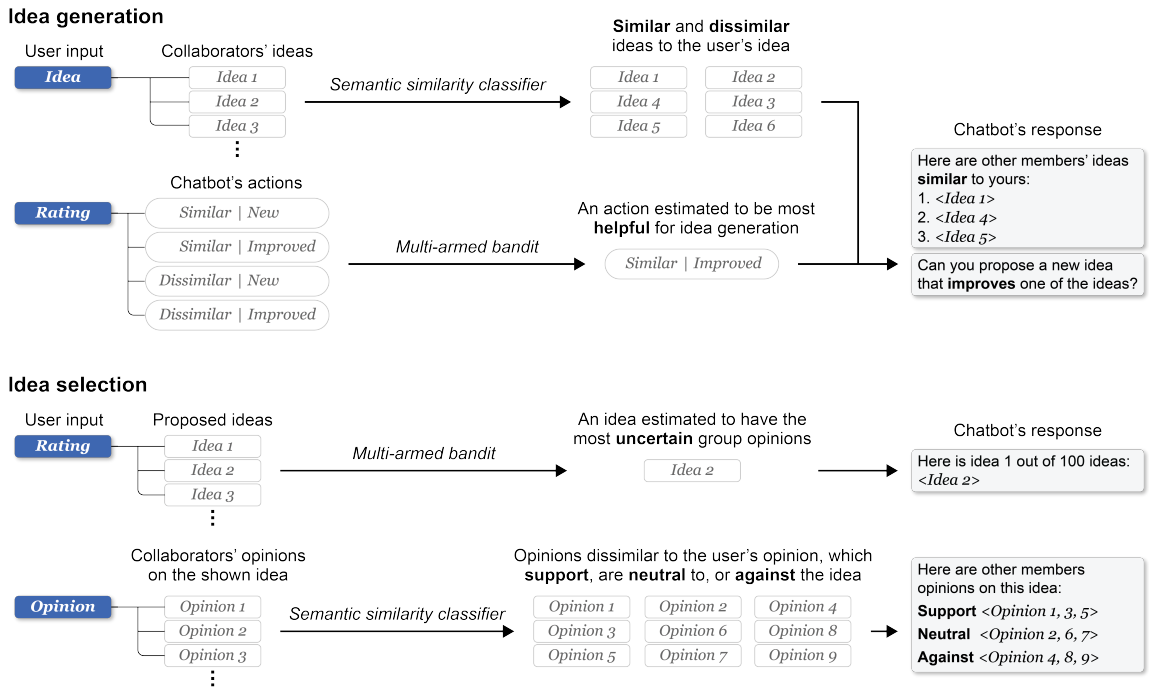 Idea generation
User input
Collaborators' ideas
Similar and dissimilar
ideas to the user's idea
Idea
Idea 1
Idea 2
Idea 3
⋮
Semantic similarity classifier
Idea 1
Idea 2
Idea 4
Idea 3
Idea 5
Idea 6
Chatbot's actions
Rating
Similar | New
Similar | Improved
Dissimilar | New
Dissimilar | Improved
Multi-armed bandit
An action estimated to be most
helpful for idea generation
Similar | Improved
Chatbot's response
Here are other members' ideas
similar to yours:
1. <Idea 1>
2. <Idea 4>
3. <Idea 5>
Can you propose a new idea
that improves one of the ideas?
Idea selection
User input
Proposed ideas
Rating
Idea 1
Idea 2
Idea 3
⋮
Multi-armed bandit
An idea estimated to have the
most uncertain group opinions
Idea 2
Chatbot's response
Here is idea 1 out of 100 ideas:
<Idea 2>
Collaborators' opinions
on the shown idea
Opinion
Opinion 1
Opinion 2
Opinion 3
⋮
Semantic similarity classifier
Opinions dissimilar to the user's opinion, which
support, are neutral to, or against the idea
Opinion 1
Opinion 2
Opinion 4
Opinion 3
Opinion 6
Opinion 8
Opinion 5
Opinion 7
Opinion 9
Here are other members
opinions on this idea:
Support <Opinion 1, 3, 5>
Neutral <Opinion 2, 6, 7>
Against <Opinion 4, 8, 9>